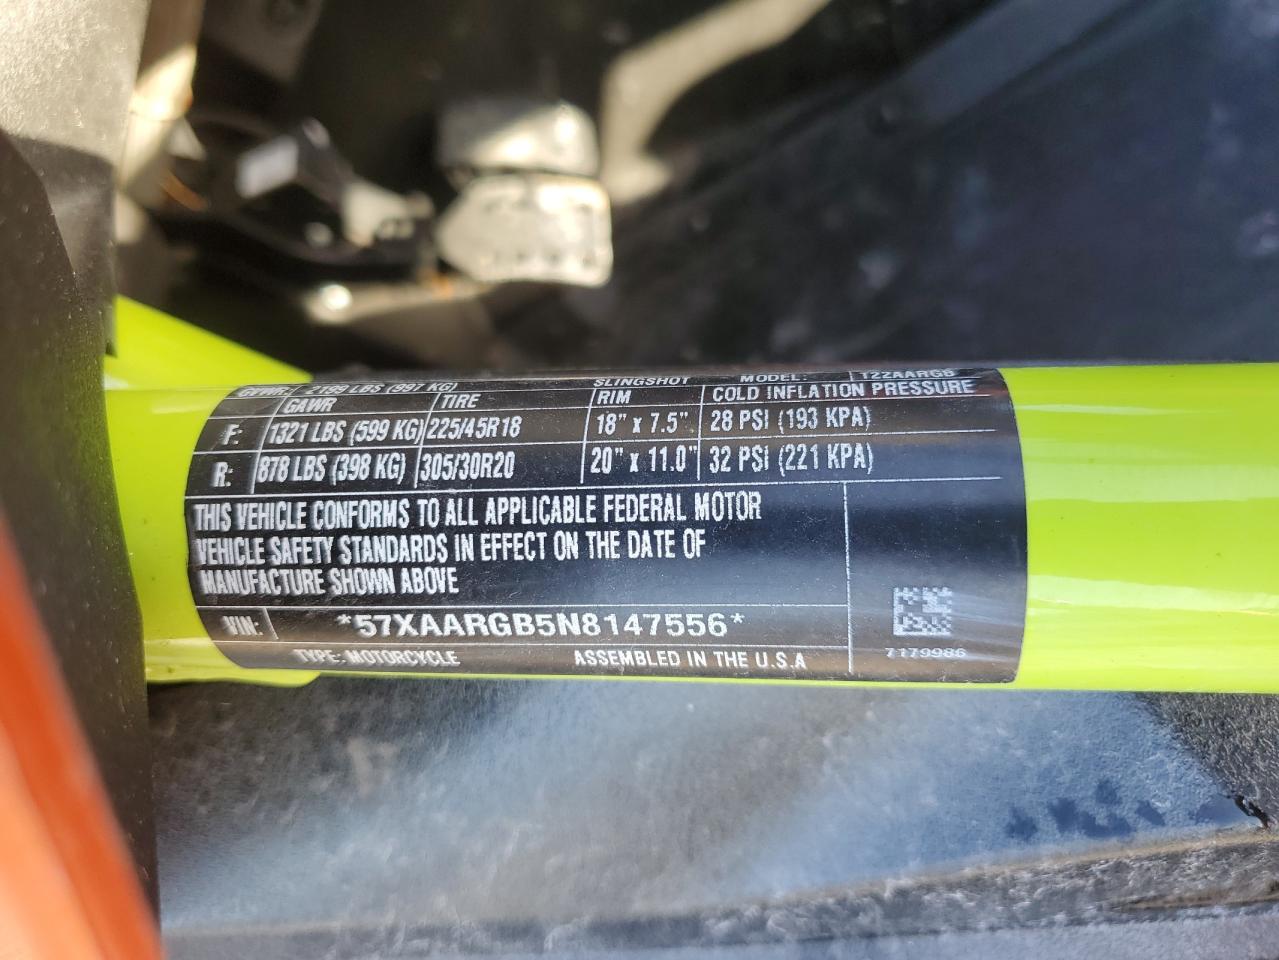 GVWR: 2199 LBS (997 KG) SLINGSHOT MODEL: T22AARGB
GAWR TIRE RIM COLD INFLATION PRESSURE
F: 1321 LBS (599 KG) 225/45R18 18" x 7.5" 28 PSI (193 KPA)
R: 878 LBS (398 KG) 305/30R20 20" x 11.0" 32 PSI (221 KPA)
THIS VEHICLE CONFORMS TO ALL APPLICABLE FEDERAL MOTOR
VEHICLE SAFETY STANDARDS IN EFFECT ON THE DATE OF
MANUFACTURE SHOWN ABOVE
VIN: *57XAARGB5N8147556*
TYPE: MOTORCYCLE ASSEMBLED IN THE U.S.A
7179986